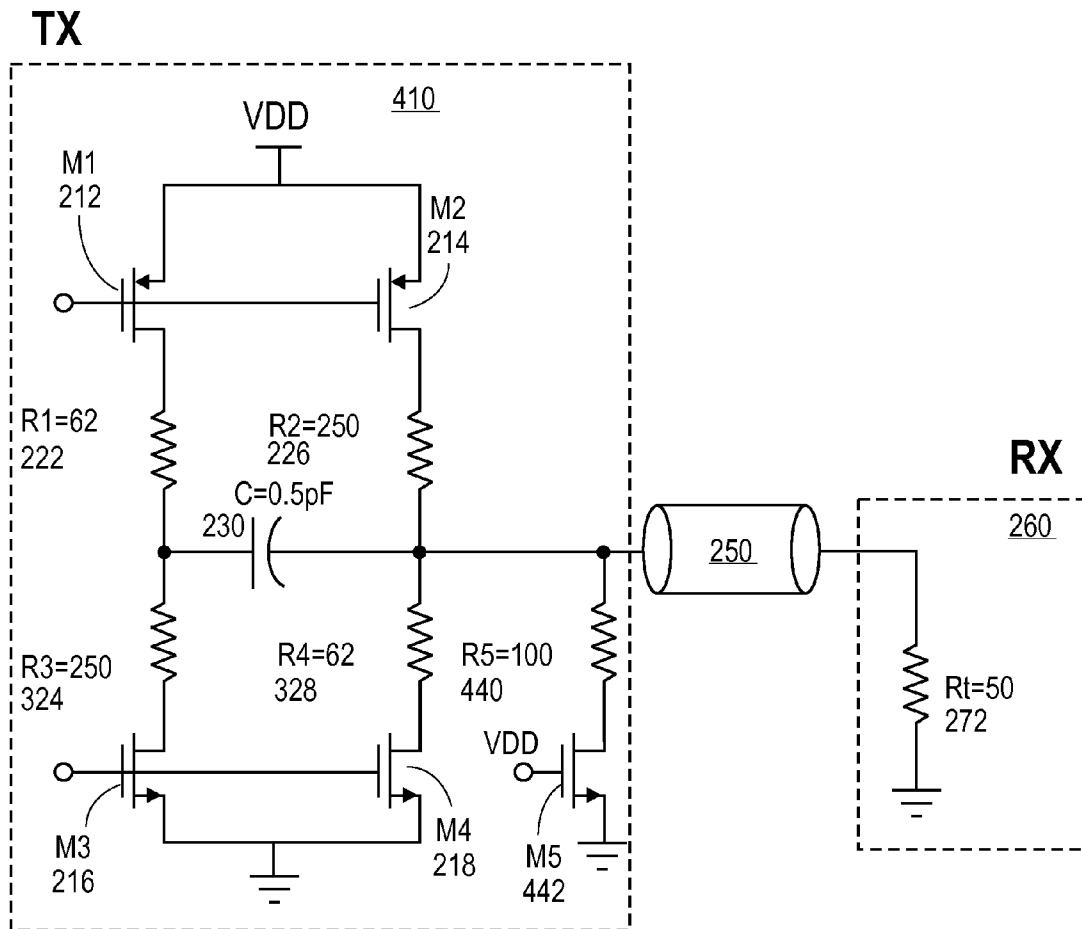 TX
410
VDD
M1
212
M2
214
R1=62
222
R2=250
226
C=0.5pF
230
RX
260
250
R3=250
324
R4=62
328
R5=100
440
Rt=50
272
VDD
M3
216
M4
218
M5
442